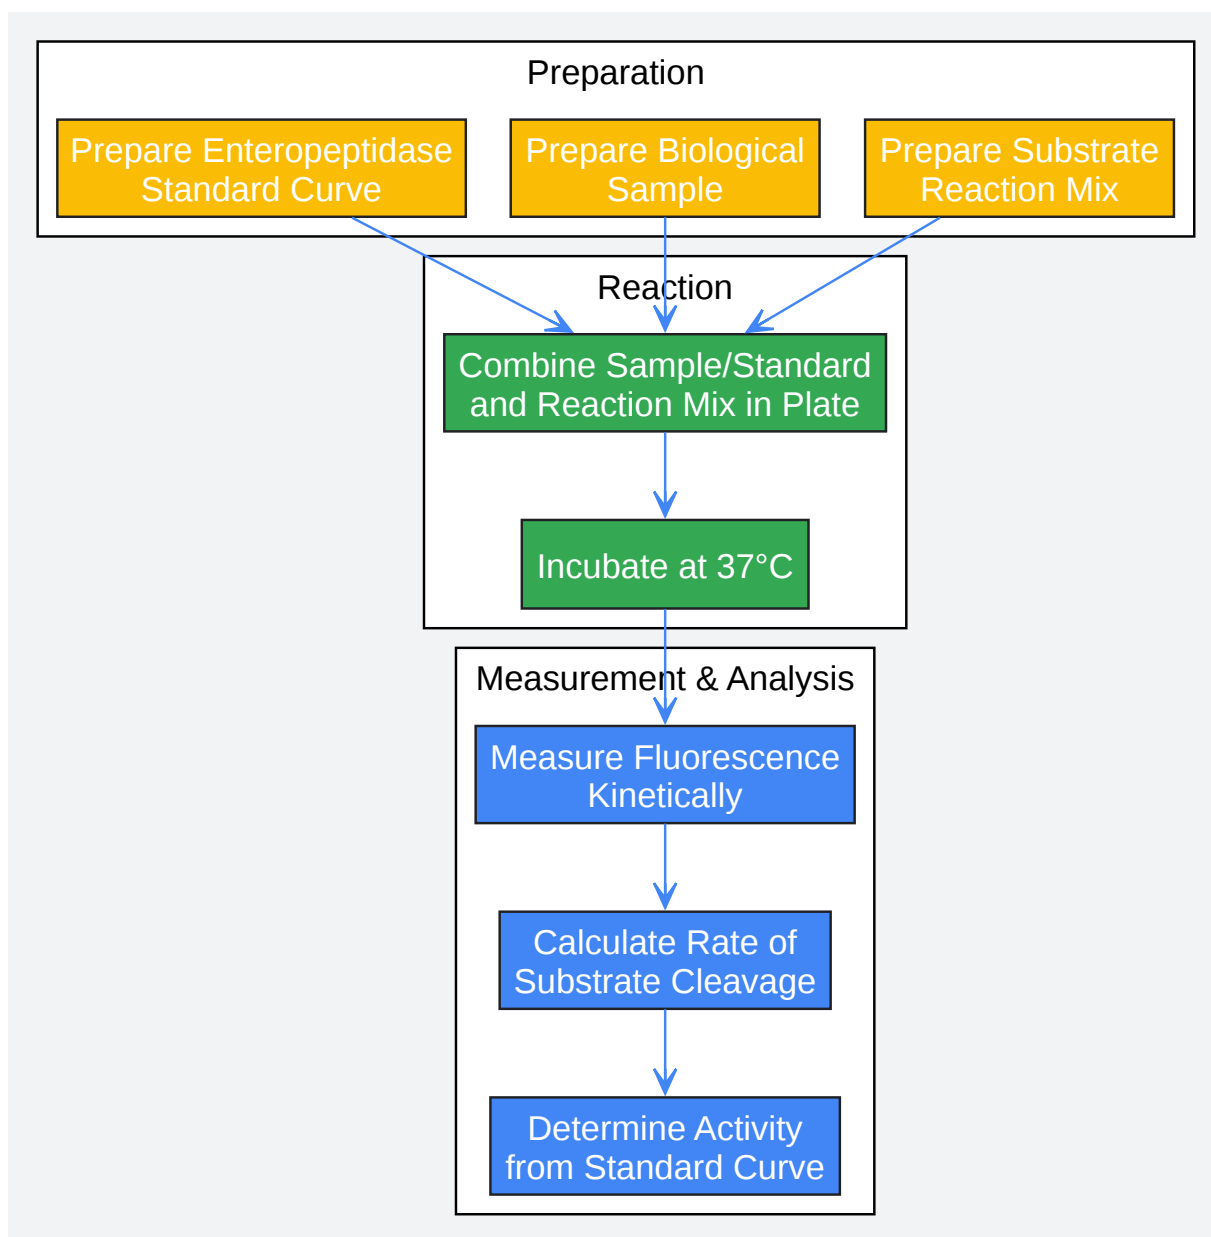 Preparation
Prepare Enteropeptidase
Standard Curve
Prepare Biological
Sample
Prepare Substrate
Reaction Mix
Reaction
Combine Sample/Standard
and Reaction Mix in Plate
Incubate at 37°C
Measurement & Analysis
Measure Fluorescence
Kinetically
Calculate Rate of
Substrate Cleavage
Determine Activity
from Standard Curve